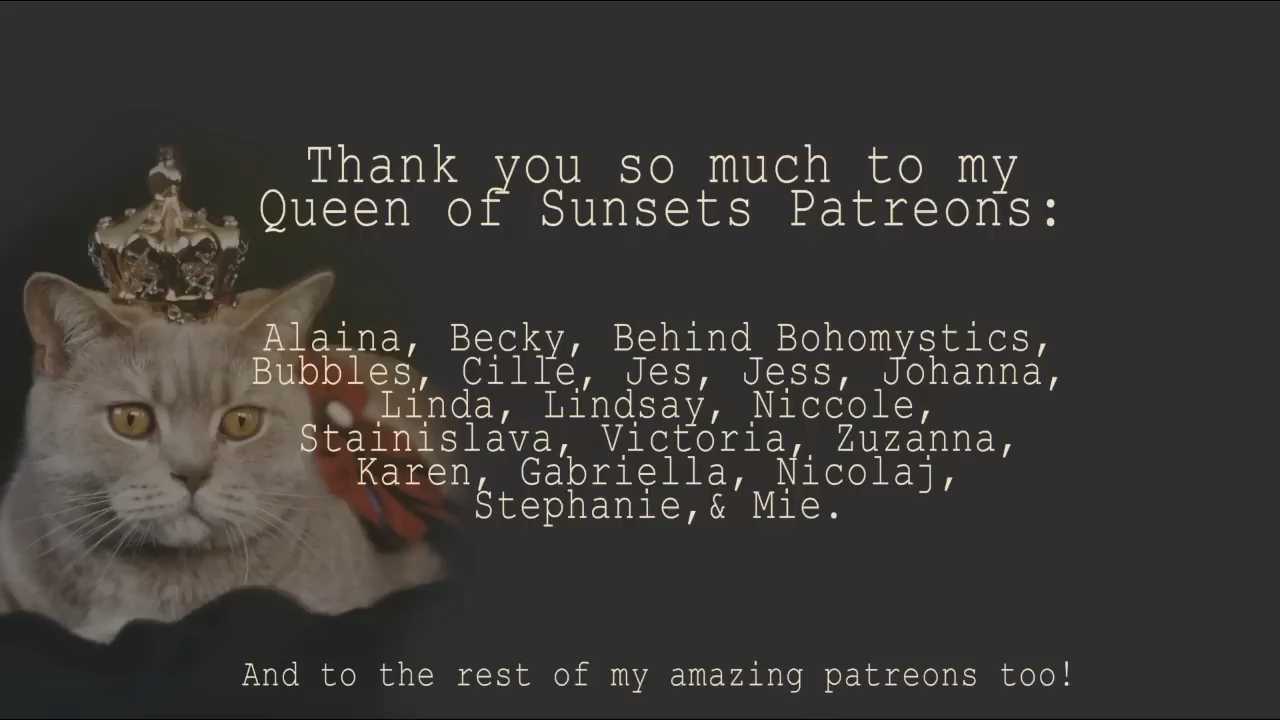 Thank you so much to my
Queen of Sunsets Patreons:
Alaina, Becky, Behind Bohomystics,
Bubbles, Cille, Jes, Jess, Johanna,
Linda, Lindsay, Niccole,
Stainislava, Victoria, Zuzanna,
Karen, Gabriella, Nicolaj,
Stephanie,& Mie.
And to the rest of my amazing patreons too!